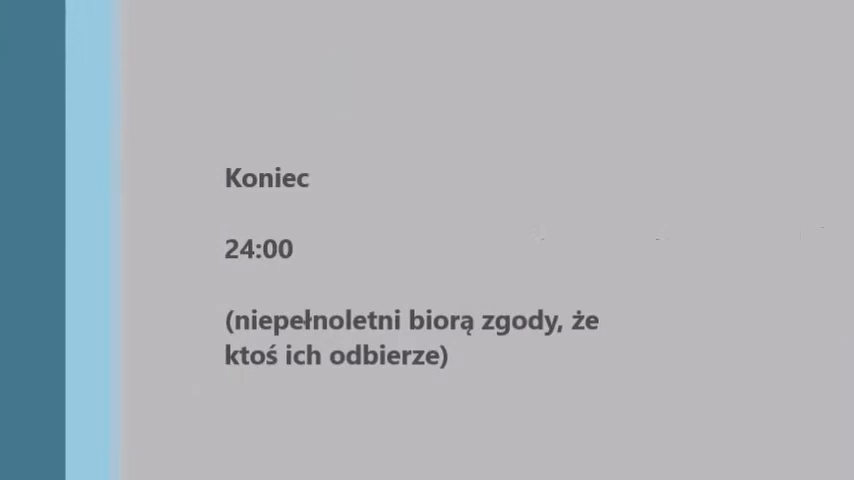 Koniec
24:00
(niepełnoletni biorą zgody, że
ktoś ich odbierze)